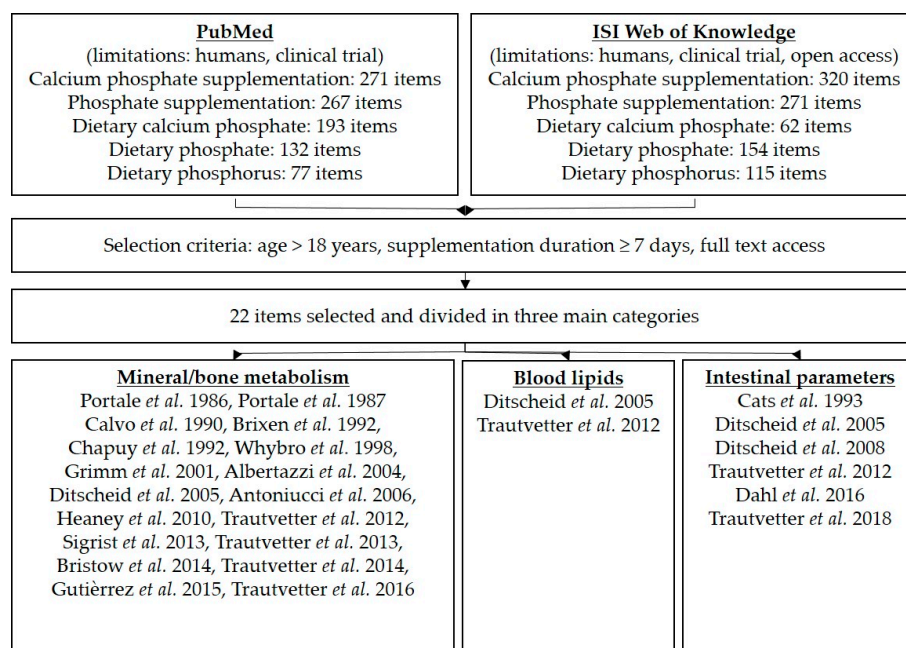 PubMed
(limitations: humans, clinical trial)
Calcium phosphate supplementation: 271 items
Phosphate supplementation: 267 items
Dietary calcium phosphate: 193 items
Dietary phosphate: 132 items
Dietary phosphorus: 77 items
ISI Web of Knowledge
(limitations: humans, clinical trial, open access)
Calcium phosphate supplementation: 320 items
Phosphate supplementation: 271 items
Dietary calcium phosphate: 62 items
Dietary phosphate: 154 items
Dietary phosphorus: 115 items
Selection criteria: age > 18 years, supplementation duration ≥ 7 days, full text access
22 items selected and divided in three main categories
Mineral/bone metabolism
Portale et al. 1986, Portale et al. 1987
Calvo et al. 1990, Brixen et al. 1992,
Chapuy et al. 1992, Whybro et al. 1998,
Grimm et al. 2001, Albertazzi et al. 2004,
Ditscheid et al. 2005, Antoniucci et al. 2006,
Heaney et al. 2010, Trautvetter et al. 2012,
Sigrist et al. 2013, Trautvetter et al. 2013,
Bristow et al. 2014, Trautvetter et al. 2014,
Gutièrrez et al. 2015, Trautvetter et al. 2016
Blood lipids
Ditscheid et al. 2005
Trautvetter et al. 2012
Intestinal parameters
Cats et al. 1993
Ditscheid et al. 2005
Ditscheid et al. 2008
Trautvetter et al. 2012
Dahl et al. 2016
Trautvetter et al. 2018